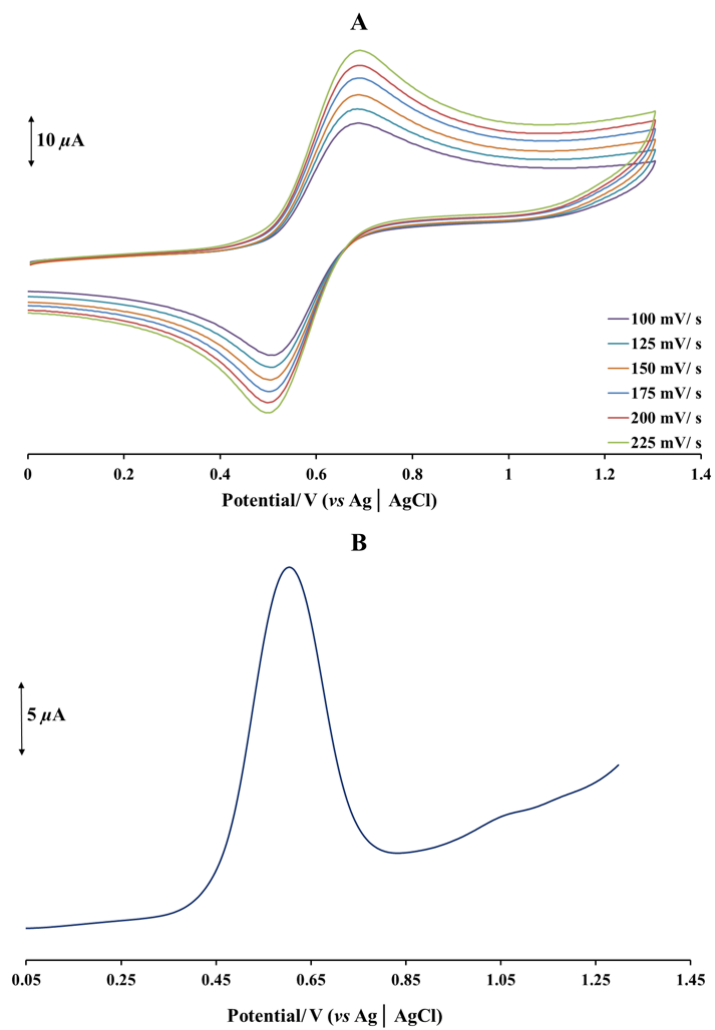 A
10 µA
100 mV/ s
125 mV/ s
150 mV/ s
175 mV/ s
200 mV/ s
225 mV/ s
0 0.2 0.4 0.6 0.8 1 1.2 1.4
Potential/ V (vs Ag│ AgCl)
B
5 µA
0.05 0.25 0.45 0.65 0.85 1.05 1.25 1.45
Potential/ V (vs Ag│ AgCl)